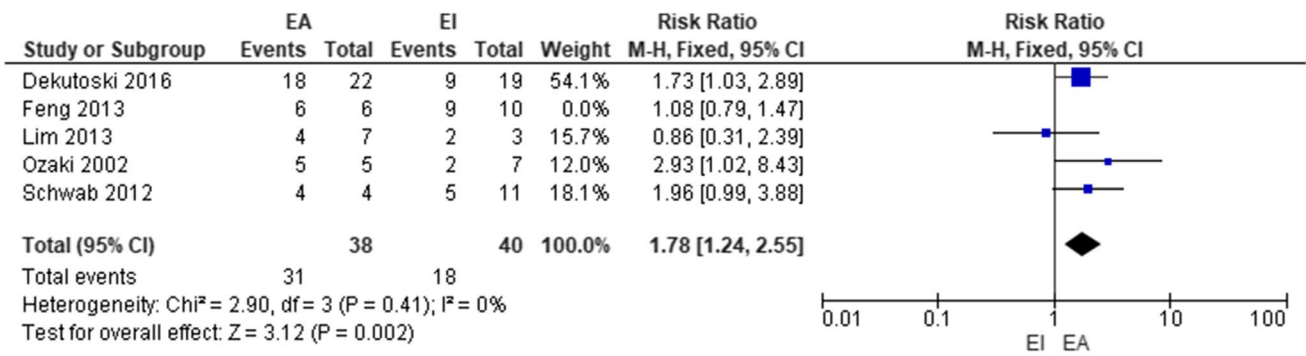 EA EI Risk Ratio Risk Ratio
Study or Subgroup Events Total Events Total Weight M-H, Fixed, 95% CI M-H, Fixed, 95% CI
Dekutoski 2016 18 22 9 19 54.1% 1.73 [1.03, 2.89]
Feng 2013 6 6 9 10 0.0% 1.08 [0.79, 1.47]
Lim 2013 4 7 2 3 15.7% 0.86 [0.31, 2.39]
Ozaki 2002 5 5 2 7 12.0% 2.93 [1.02, 8.43]
Schwab 2012 4 4 5 11 18.1% 1.96 [0.99, 3.88]
Total (95% CI) 38 40 100.0% 1.78 [1.24, 2.55]
Total events 31 18
Heterogeneity: Chi² = 2.90, df = 3 (P = 0.41); I² = 0%
Test for overall effect: Z = 3.12 (P = 0.002)
0.01 0.1 1 10 100
EI EA